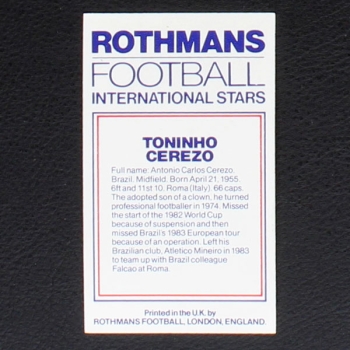 ROTHMANS
FOOTBALL
INTERNATIONAL STARS
TONINHO
CEREZO
Full name: Antonio Carlos Cerezo,
Brazil. Midfield. Born April 21, 1955.
6ft and 11st 10. Roma (Italy). 66 caps.
The adopted son of a clown, he turned
professional footballer in 1974. Missed
the start of the 1982 World Cup
because of suspension and then
missed Brazil's 1983 European tour
because of an operation. Left his
Brazilian club, Atletico Mineiro in 1983
to team up with Brazil colleague
Falcao at Roma.
Printed in the U.K. by
ROTHMANS FOOTBALL, LONDON, ENGLAND.